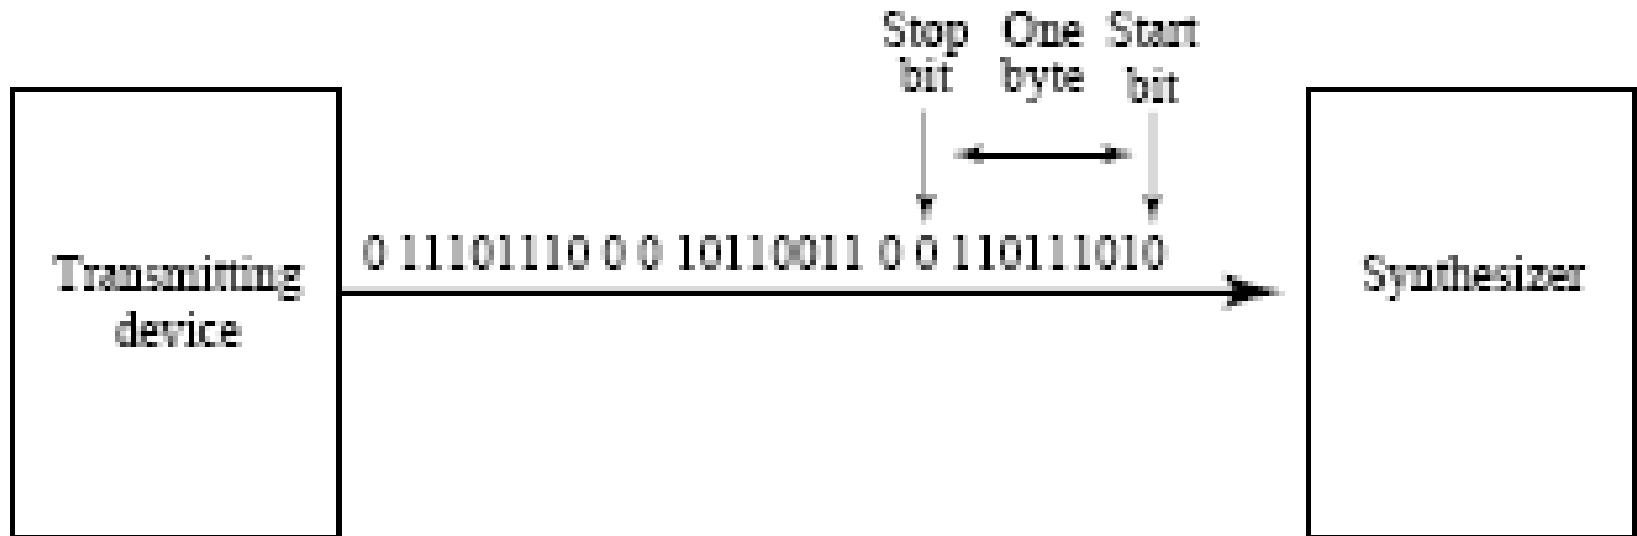 Stop bit
One byte
Start bit
0 11101110 0 0 10110011 0 0 110111010
Transmitting
device
Synthesizer